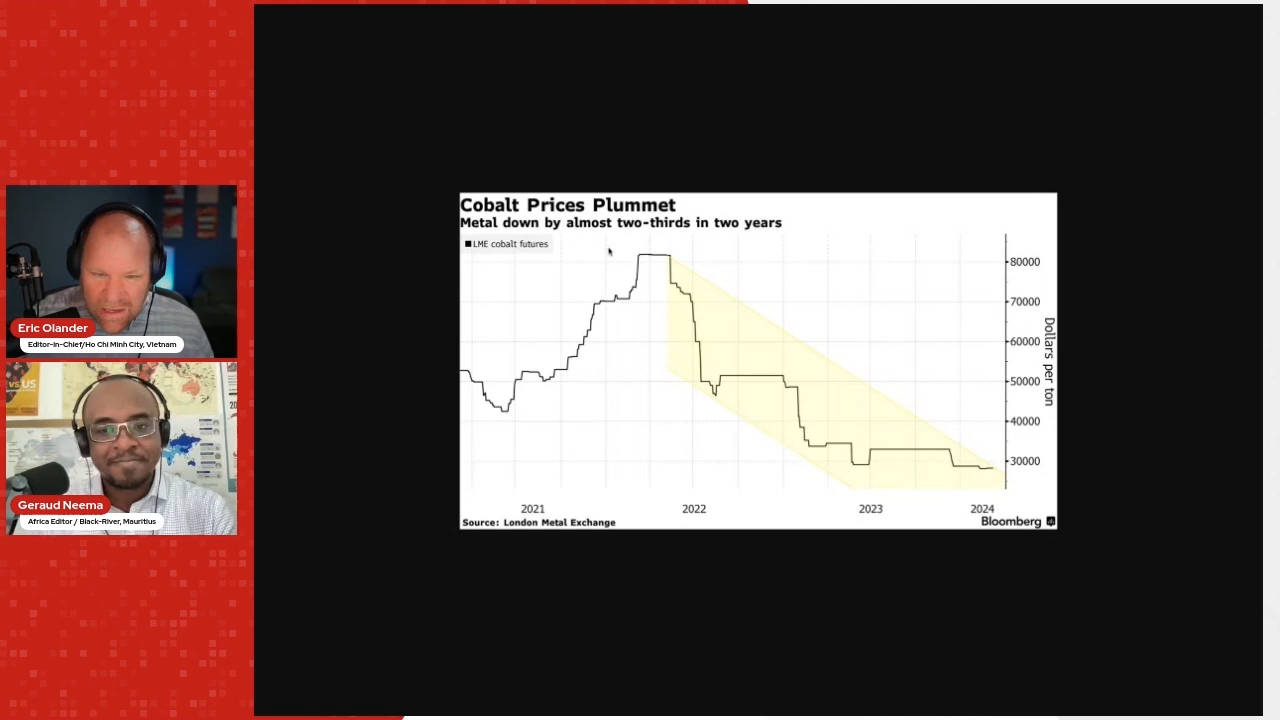 vs US
Eric Olander
Editor-in-Chief/Ho Chi Minh City, Vietnam
Geraud Neema
Africa Editor / Black-River, Mauritius
Cobalt Prices Plummet
Metal down by almost two-thirds in two years
LME cobalt futures
80000
70000
60000
50000
40000
30000
Dollars per ton
2021
2022
2023
2024
Source: London Metal Exchange
Bloomberg